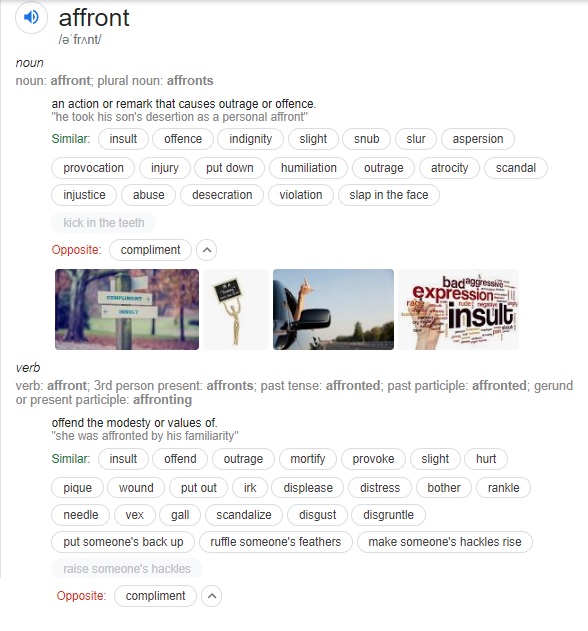 affront
/əˈfrʌnt/
noun
noun: affront; plural noun: affronts
an action or remark that causes outrage or offence.
"he took his son's desertion as a personal affront"
Similar: insult offence indignity slight snub slur aspersion
provocation injury put down humiliation outrage atrocity scandal
injustice abuse desecration violation slap in the face
kick in the teeth
Opposite: compliment
COMPLIMENT
INSULT
bad aggressive
expression
rage rude negative
insult
verb
verb: affront; 3rd person present: affronts; past tense: affronted; past participle: affronted; gerund
or present participle: affronting
offend the modesty or values of.
"she was affronted by his familiarity"
Similar: insult offend outrage mortify provoke slight hurt
pique wound put out irk displease distress bother rankle
needle vex gall scandalize disgust disgruntle
put someone's back up ruffle someone's feathers make someone's hackles rise
raise someone's hackles
Opposite: compliment